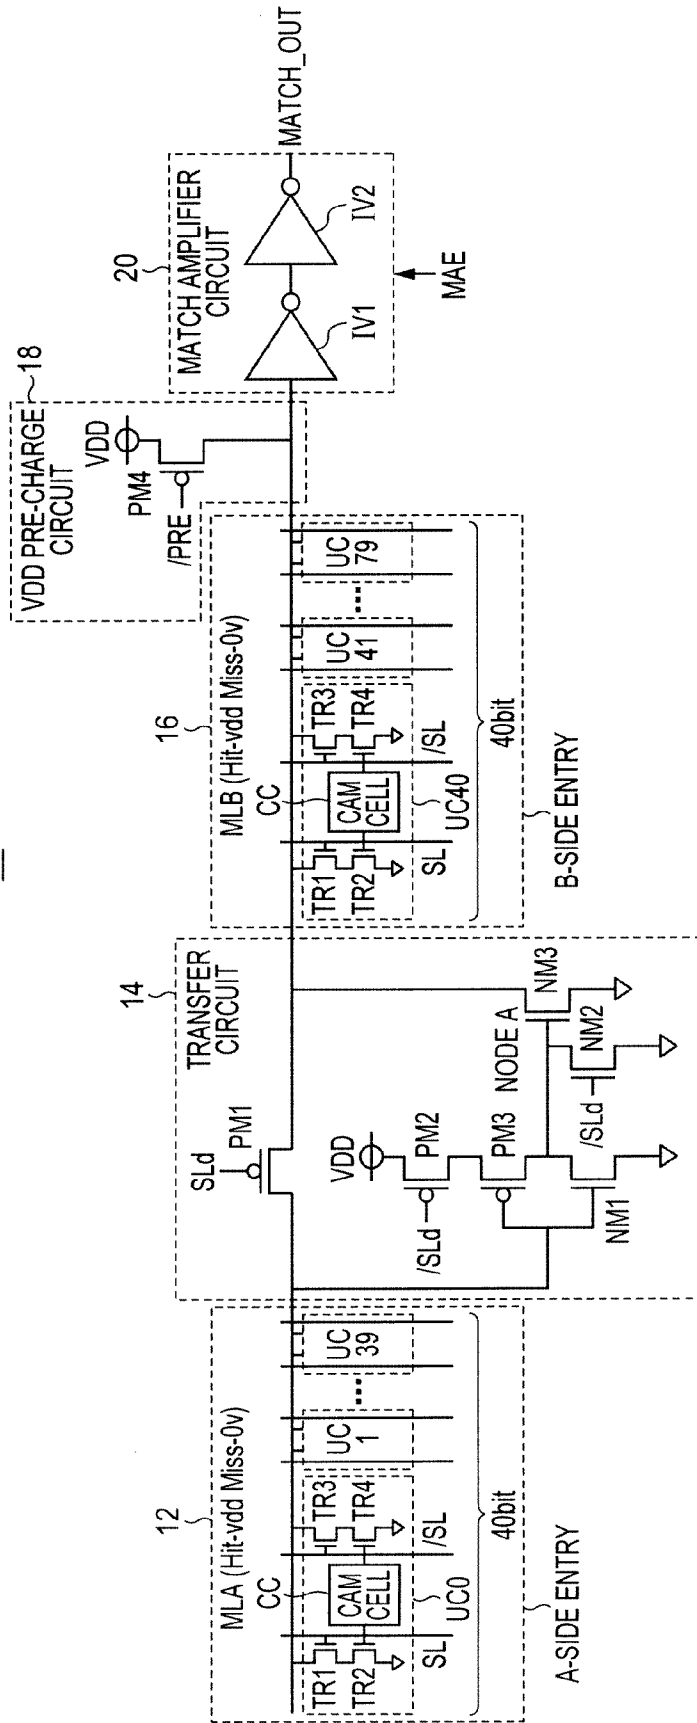 12
MLA (Hit-vdd Miss-0v)
CC
TR1
TR2
CAM
CELL
TR3
TR4
SL
/SL
UC0
UC
1
UC
39
40bit
A-SIDE ENTRY
14
TRANSFER
CIRCUIT
SLd
PM1
VDD
/SLd
PM2
PM3
NM1
NODE A
/SLd
NM2
NM3
16
MLB (Hit-vdd Miss-0v)
CC
TR1
TR2
CAM
CELL
TR3
TR4
SL
/SL
UC40
UC
41
UC
79
40bit
B-SIDE ENTRY
VDD PRE-CHARGE
CIRCUIT
18
VDD
PM4
/PRE
20
MATCH AMPLIFIER
CIRCUIT
IV1
IV2
MAE
MATCH_OUT